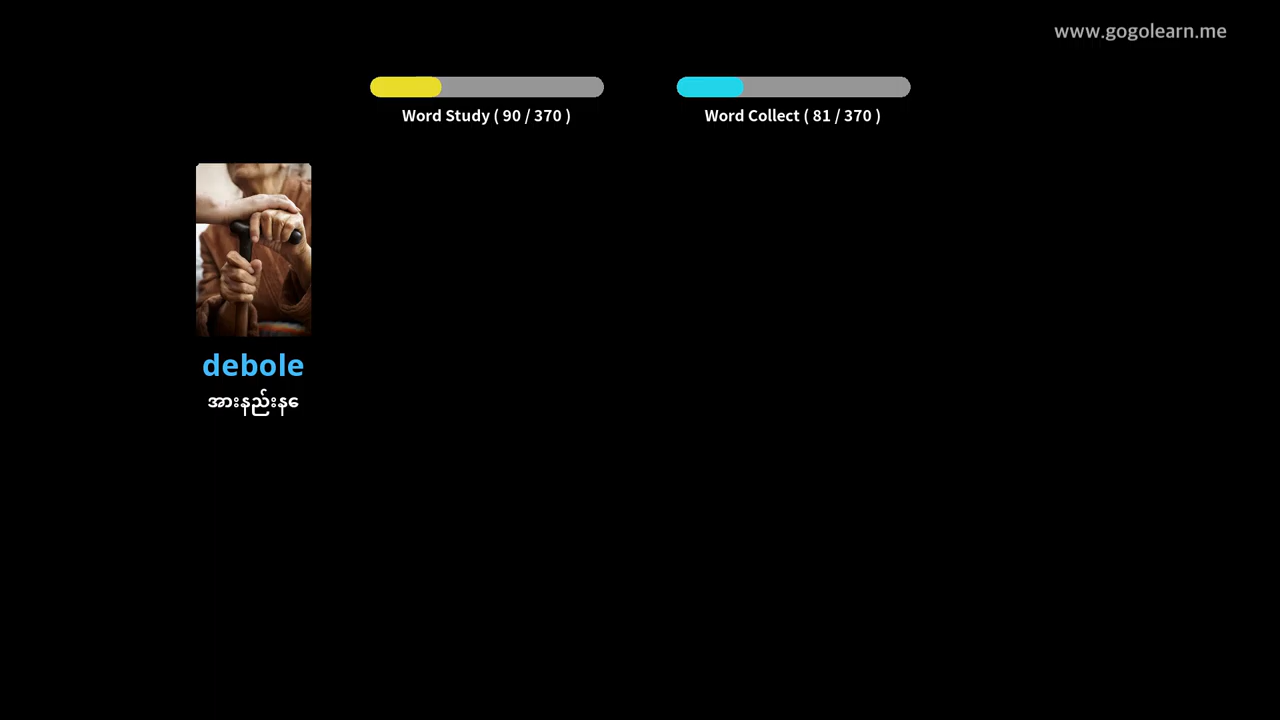 www.gogolearn.me
Word Study ( 90 / 370 )
Word Collect ( 81 / 370 )
debole
အားနည်းနေ